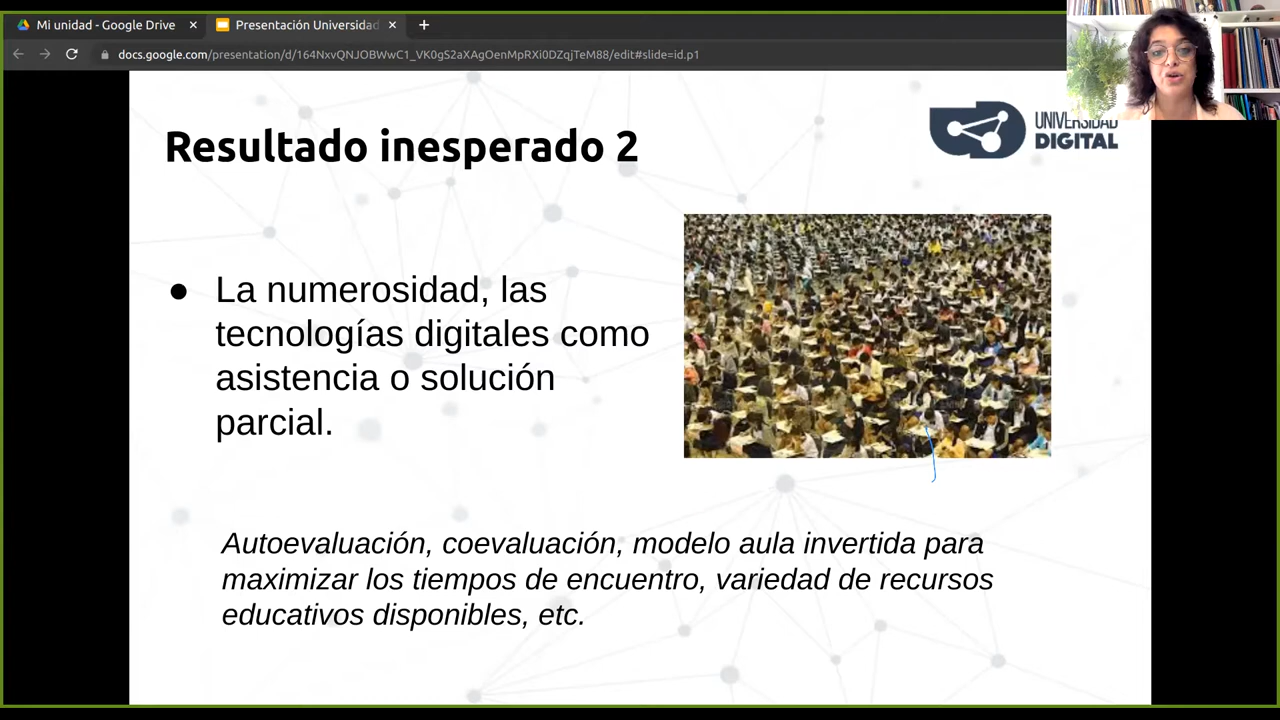 Mi unidad - Google Drive
Presentación Universidad
docs.google.com/presentation/d/164NxvQNJOBWwC1_VK0gS2aYAgOenMpRXi0DZqjTeM88/edit#slide=id.p1
Resultado inesperado 2
UNIVERSIDAD
DIGITAL
● La numerosidad, las
tecnologías digitales como
asistencia o solución
parcial.
Autoevaluación, coevaluación, modelo aula invertida para
maximizar los tiempos de encuentro, variedad de recursos
educativos disponibles, etc.